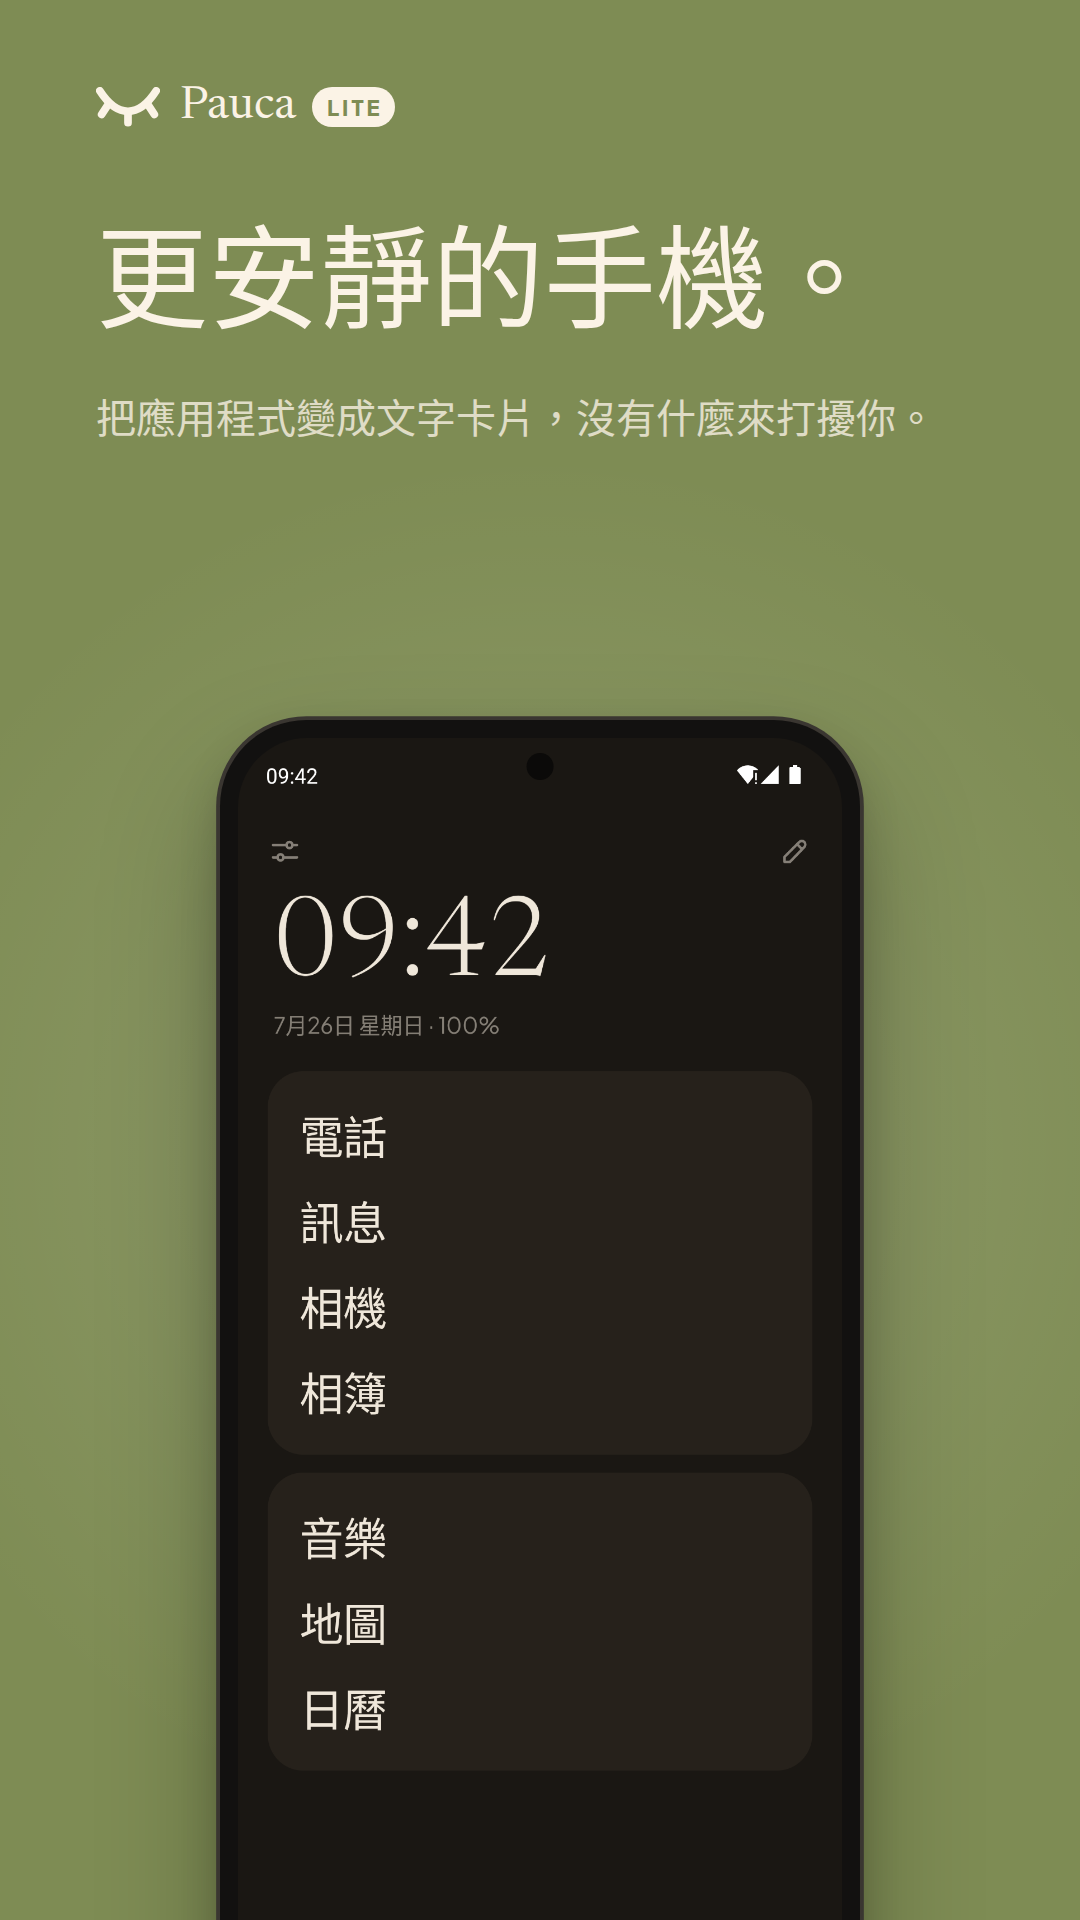 Pauca LITE
更安靜的手機。
把應用程式變成文字卡片，沒有什麼來打擾你。
09:42
09:42
7月26日 星期日 · 100%
電話
訊息
相機
相簿
音樂
地圖
日曆